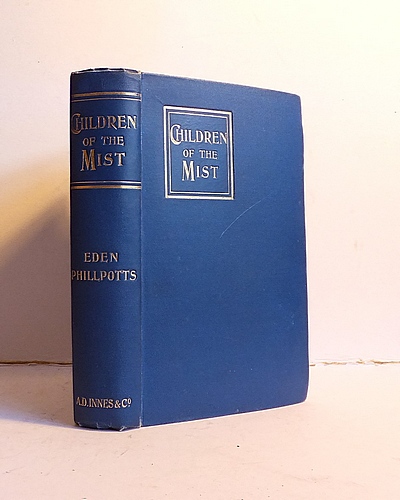 CHILDREN
OF THE
MIST
EDEN
PHILLPOTTS
A.D. INNES & Cº
CHILDREN
OF THE
MIST